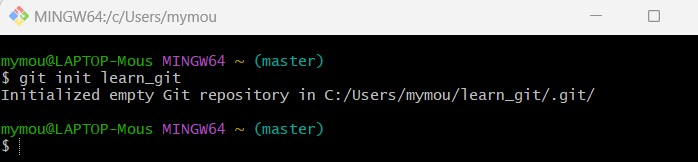 MINGW64:/c/Users/mymou
mymou@LAPTOP-Mous MINGW64 ~ (master)
$ git init learn_git
Initialized empty Git repository in C:/Users/mymou/learn_git/.git/
mymou@LAPTOP-Mous MINGW64 ~ (master)
$